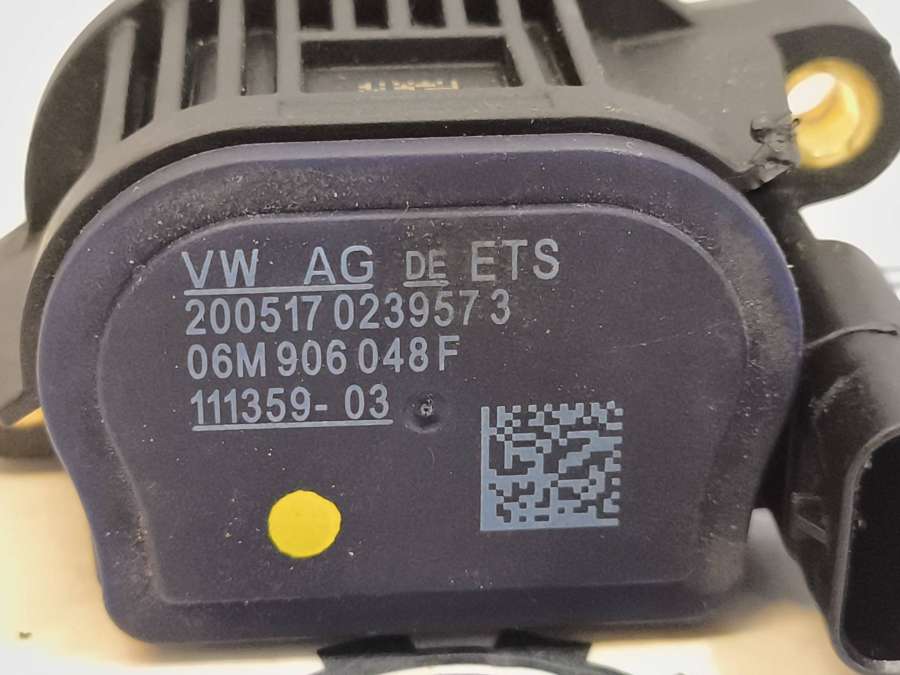 VW AG DE ETS
200517 023957 3
06M 906 048 F
111359- 03